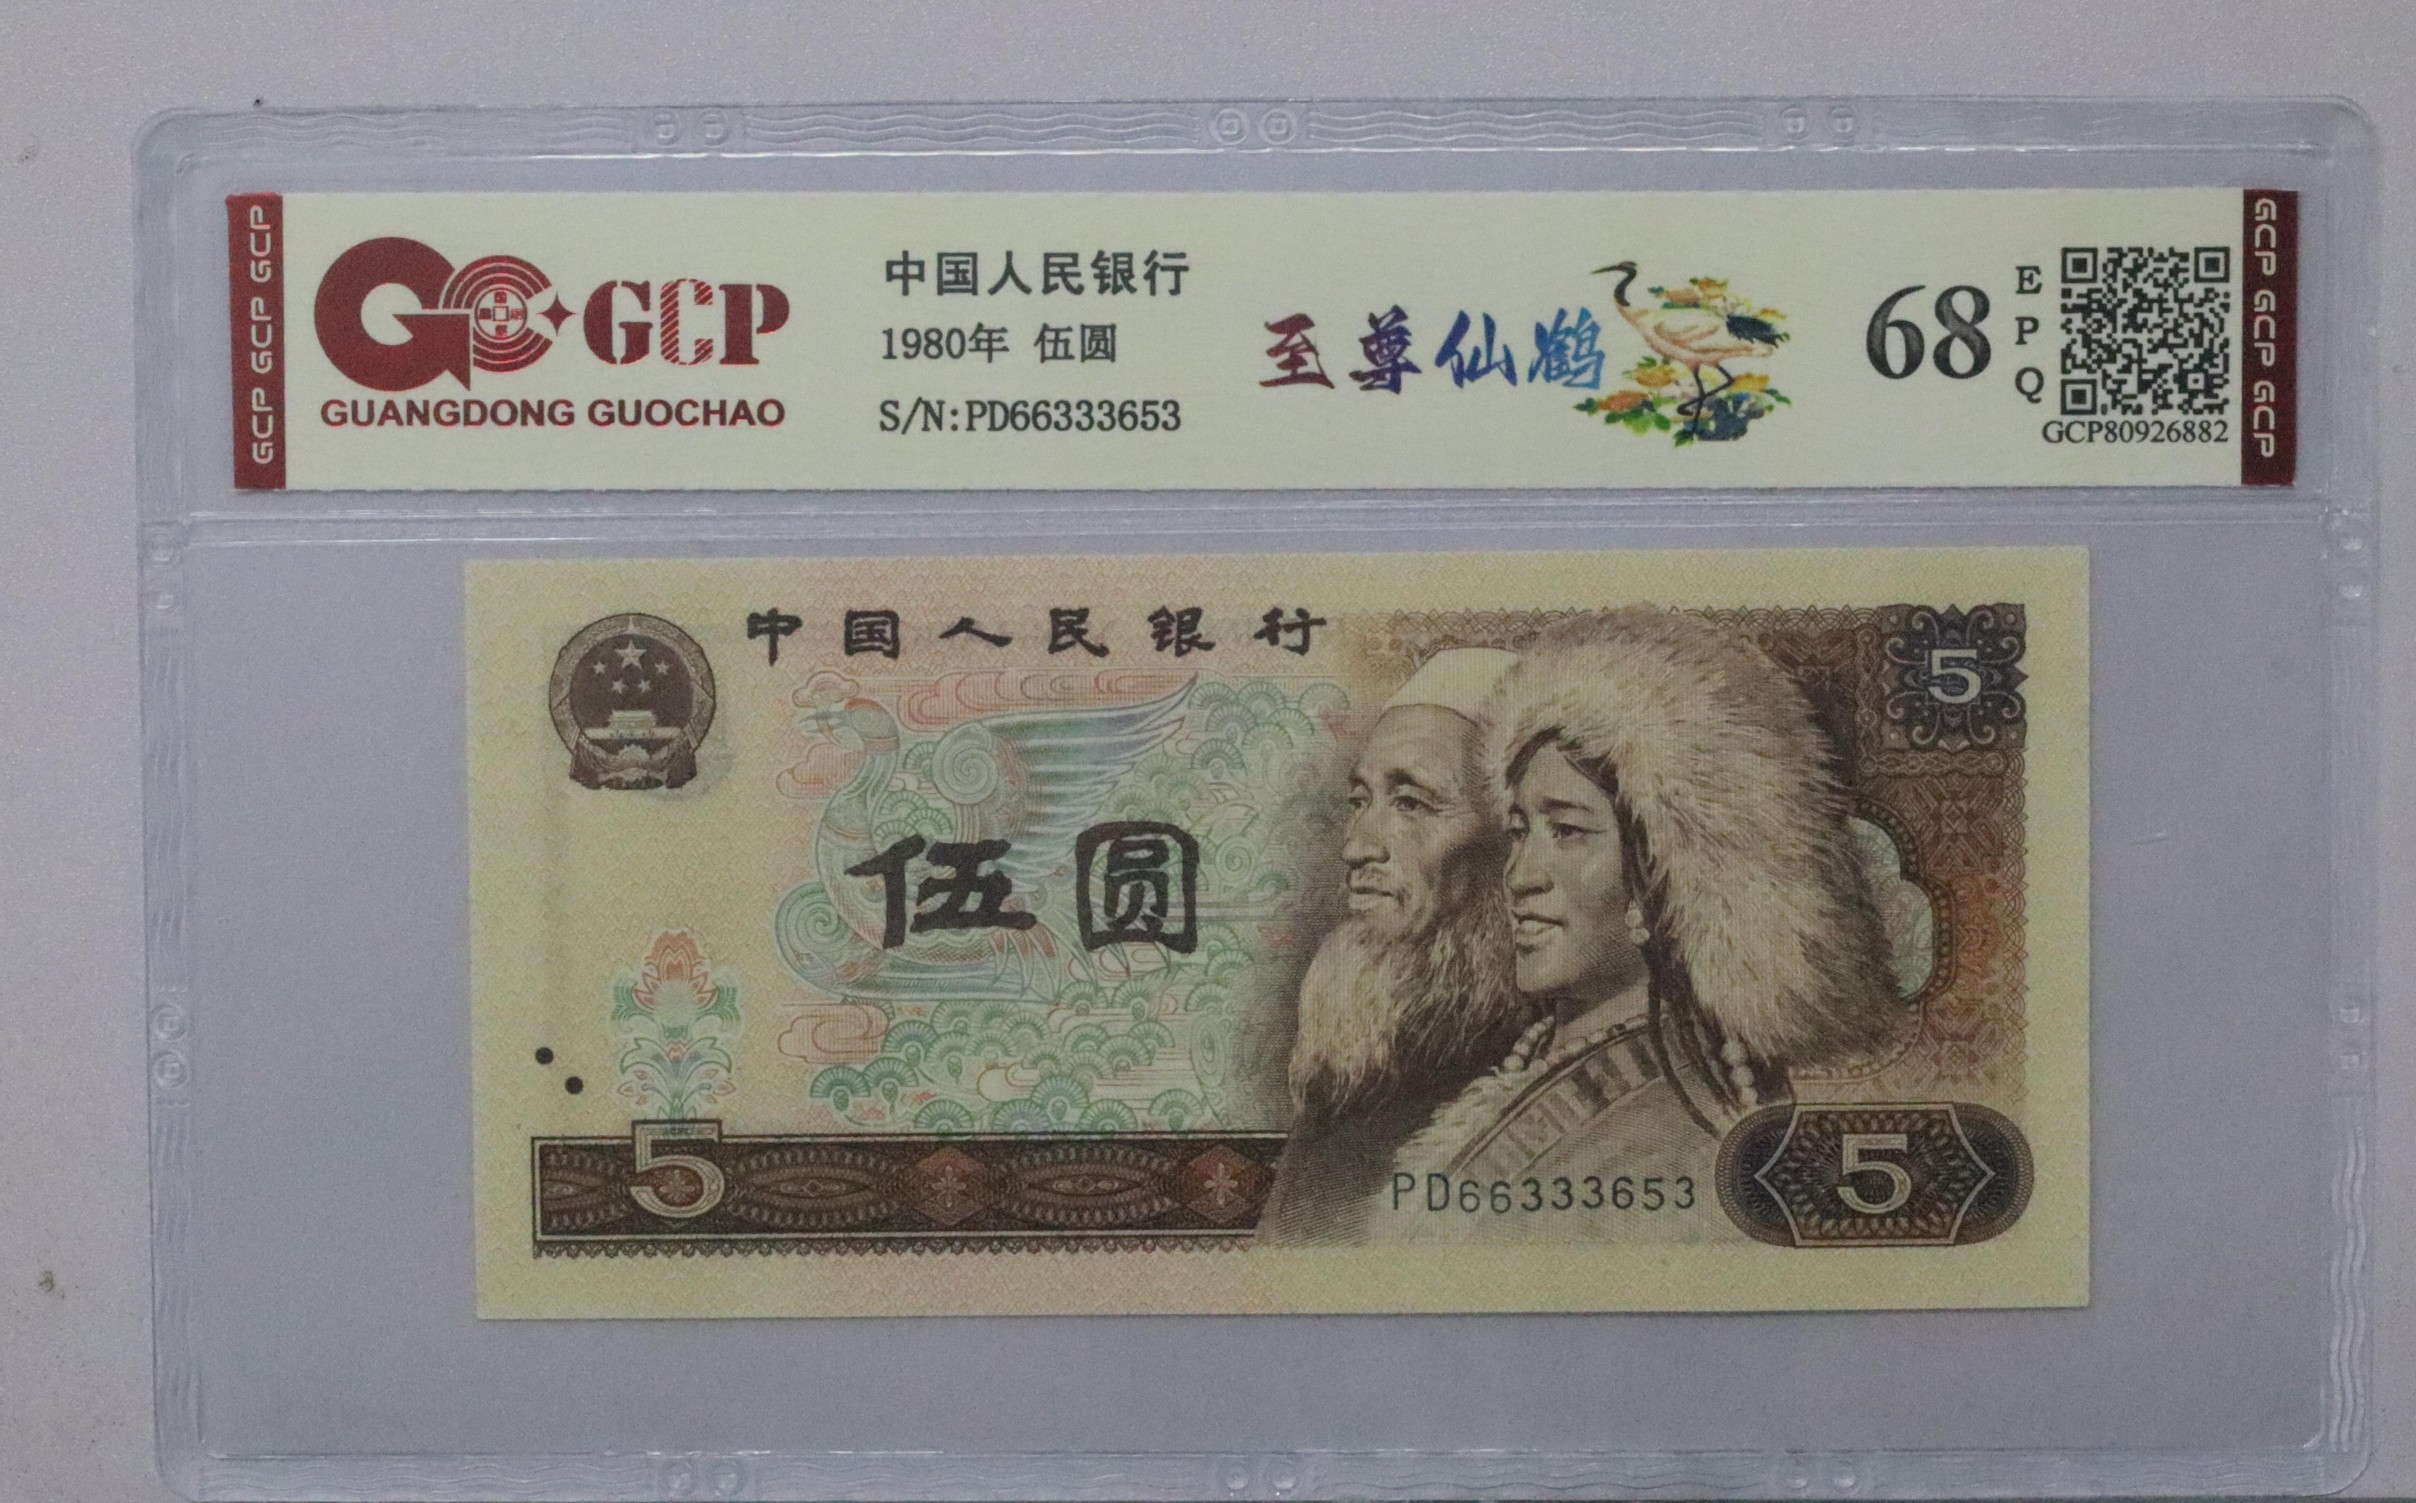 GCP GCP GCP
GCP
GUANGDONG GUOCHAO
中国人民银行
1980年 伍圆
S/N:PD66333653
至尊仙鹤
68
EPQ
GCP80926882
GCP GCP GCP
中国人民银行
5
伍圆
5
PD66333653
5